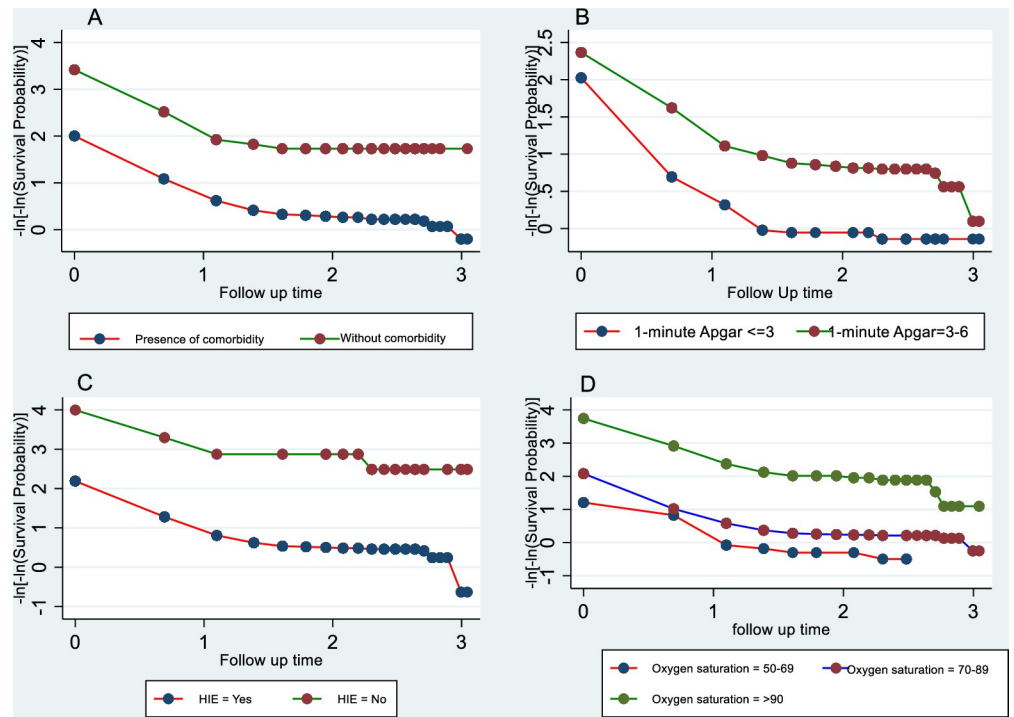 A
-ln[-ln(Survival Probability)]
4
3
2
1
0
0 1 2 3
Follow up time
Presence of comorbidity Without comorbidity
B
-ln[-ln(Survival Probability)]
2.5
2
1.5
1
.5
0
0 1 2 3
Follow Up time
1-minute Apgar <=3 1-minute Apgar=3-6
C
-ln[-ln(Survival Probability)]
4
3
2
1
0
-1
0 1 2 3
Follow up time
HIE = Yes HIE = No
D
-ln[-ln(Survival Probability)]
4
3
2
1
0
-1
0 1 2 3
follow up time
Oxygen saturation = 50-69 Oxygen saturation = 70-89
Oxygen saturation = >90